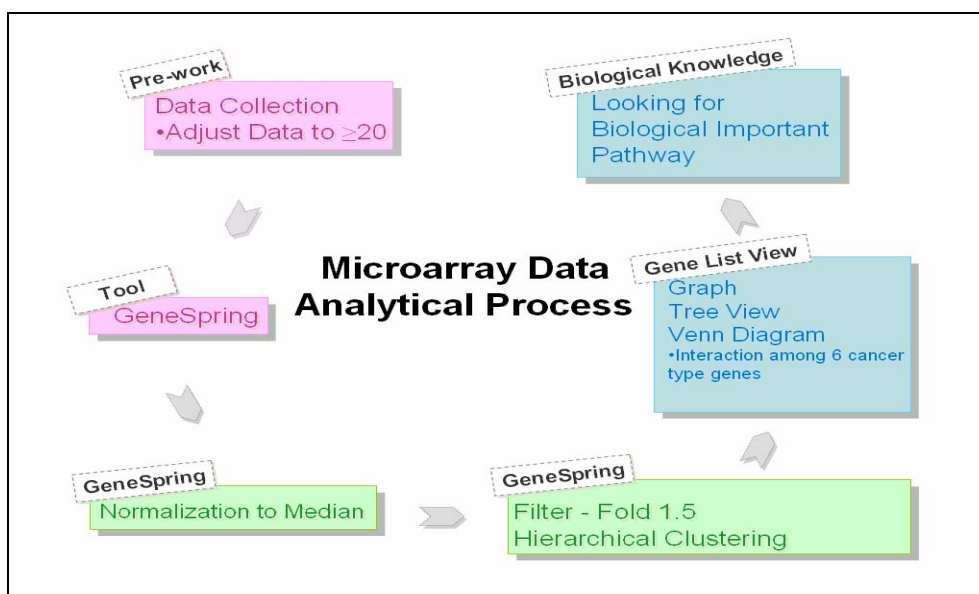 Pre-work
Data Collection
•Adjust Data to ≥20
Tool
GeneSpring
GeneSpring
Normalization to Median
GeneSpring
Filter - Fold 1.5
Hierarchical Clustering
Gene List View
Graph
Tree View
Venn Diagram
•Interaction among 6 cancer
type genes
Biological Knowledge
Looking for
Biological Important
Pathway
Microarray Data
Analytical Process